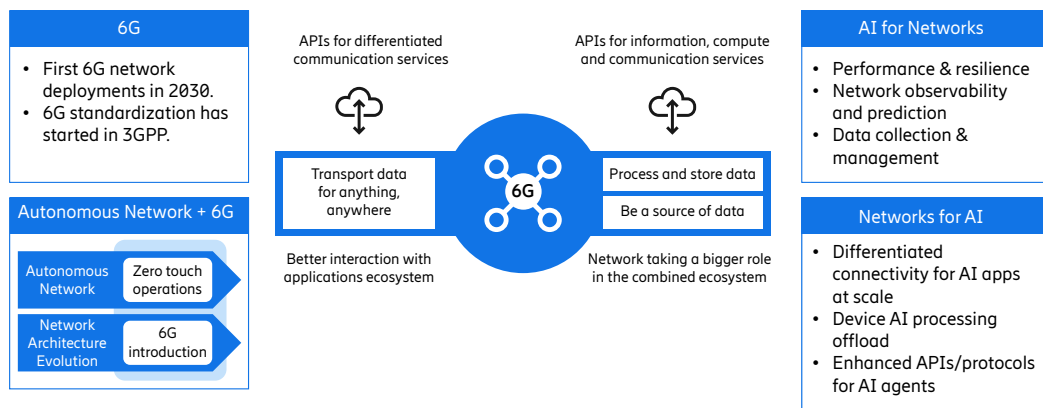 6G
• First 6G network
deployments in 2030.
• 6G standardization has
started in 3GPP.
Autonomous Network + 6G
Autonomous
Network
Zero touch
operations
Network
Architecture
Evolution
6G
introduction
APIs for differentiated
communication services
APIs for information, compute
and communication services
Transport data
for anything,
anywhere
6G
Process and store data
Be a source of data
Better interaction with
applications ecosystem
Network taking a bigger role
in the combined ecosystem
AI for Networks
• Performance & resilience
• Network observability
and prediction
• Data collection &
management
Networks for AI
• Differentiated
connectivity for AI apps
at scale
• Device AI processing
offload
• Enhanced APIs/protocols
for AI agents